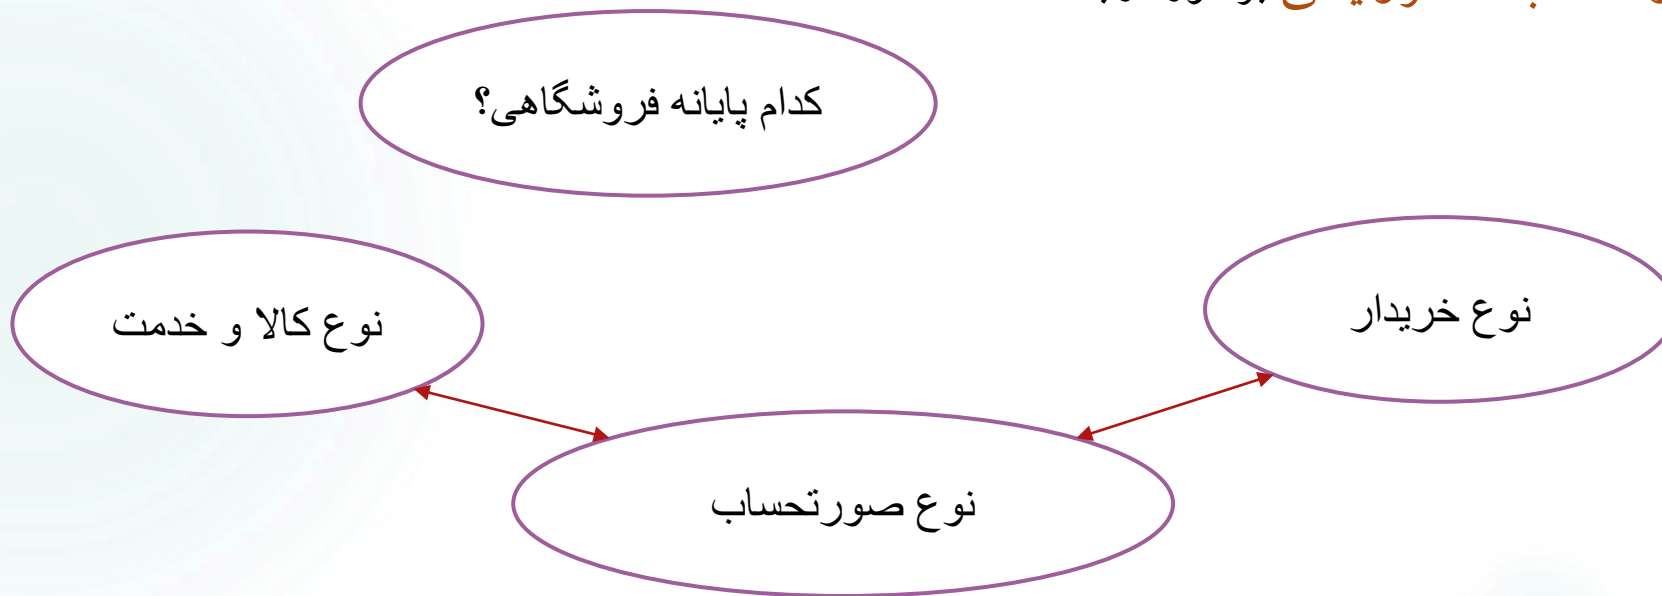 کدام پایانه فروشگاهی؟
نوع خریدار
نوع کالا و خدمت
نوع صورتحساب